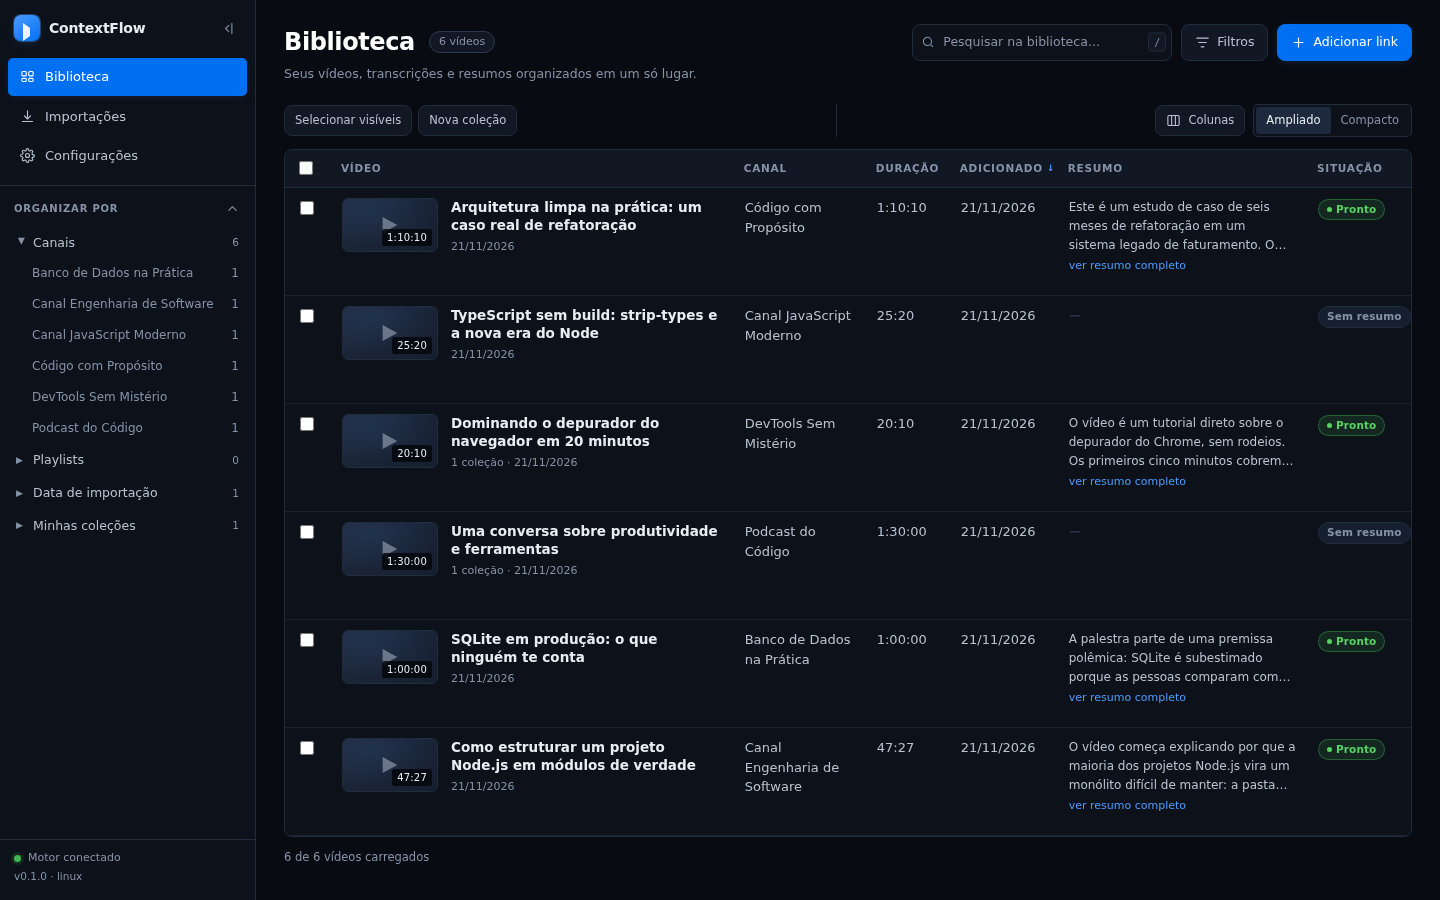 ContextFlow
Biblioteca
Importações
Configurações
ORGANIZAR POR
Canais 6
Banco de Dados na Prática 1
Canal Engenharia de Software 1
Canal JavaScript Moderno 1
Código com Propósito 1
DevTools Sem Mistério 1
Podcast do Código 1
Playlists 0
Data de importação 1
Minhas coleções 1
Motor conectado
v0.1.0 · linux
Biblioteca 6 vídeos
Seus vídeos, transcrições e resumos organizados em um só lugar.
Pesquisar na biblioteca… /
Filtros
Adicionar link
Selecionar visíveis
Nova coleção
Colunas
Ampliado
Compacto
VÍDEO CANAL DURAÇÃO ADICIONADO ↓ RESUMO SITUAÇÃO
1:10:10
Arquitetura limpa na prática: um
caso real de refatoração
21/11/2026
Código com
Propósito
1:10:10
21/11/2026
Este é um estudo de caso de seis
meses de refatoração em um
sistema legado de faturamento. O…
ver resumo completo
Pronto
25:20
TypeScript sem build: strip-types e
a nova era do Node
21/11/2026
Canal JavaScript
Moderno
25:20
21/11/2026
—
Sem resumo
20:10
Dominando o depurador do
navegador em 20 minutos
1 coleção · 21/11/2026
DevTools Sem
Mistério
20:10
21/11/2026
O vídeo é um tutorial direto sobre o
depurador do Chrome, sem rodeios.
Os primeiros cinco minutos cobrem…
ver resumo completo
Pronto
1:30:00
Uma conversa sobre produtividade
e ferramentas
1 coleção · 21/11/2026
Podcast do
Código
1:30:00
21/11/2026
—
Sem resumo
1:00:00
SQLite em produção: o que
ninguém te conta
21/11/2026
Banco de Dados
na Prática
1:00:00
21/11/2026
A palestra parte de uma premissa
polêmica: SQLite é subestimado
porque as pessoas comparam com…
ver resumo completo
Pronto
47:27
Como estruturar um projeto
Node.js em módulos de verdade
21/11/2026
Canal
Engenharia de
Software
47:27
21/11/2026
O vídeo começa explicando por que a
maioria dos projetos Node.js vira um
monólito difícil de manter: a pasta…
ver resumo completo
Pronto
6 de 6 vídeos carregados